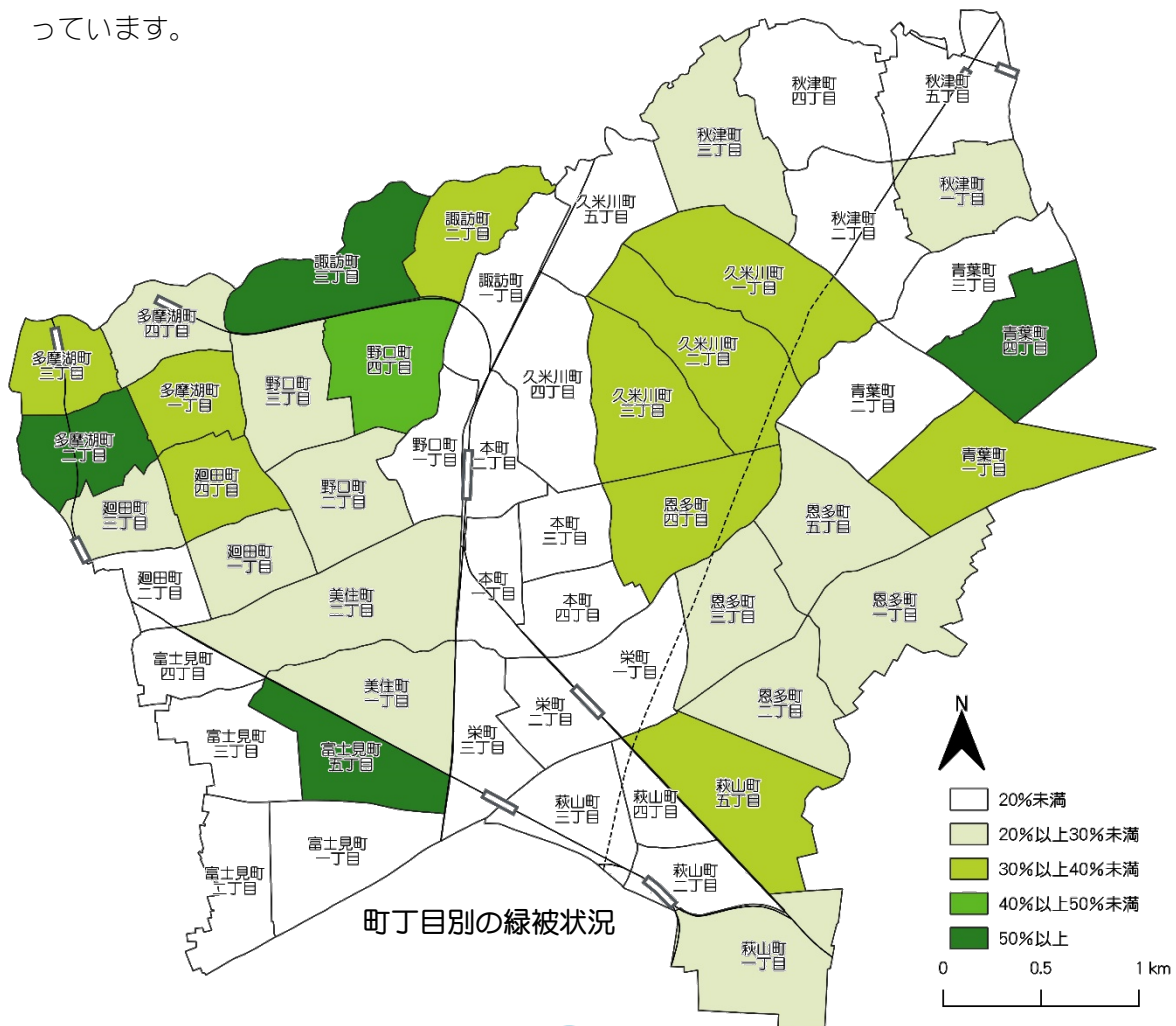 っています。
秋津町
四丁目
秋津町
五丁目
秋津町
三丁目
秋津町
一丁目
久米川町
五丁目
秋津町
二丁目
諏訪町
二丁目
諏訪町
三丁目
諏訪町
一丁目
久米川町
一丁目
青葉町
三丁目
多摩湖町
四丁目
青葉町
四丁目
多摩湖町
三丁目
野口町
四丁目
久米川町
二丁目
多摩湖町
一丁目
野口町
三丁目
久米川町
四丁目
久米川町
三丁目
青葉町
二丁目
多摩湖町
二丁目
野口町
一丁目
本町
二丁目
青葉町
一丁目
廻田町
四丁目
野口町
二丁目
恩多町
四丁目
恩多町
五丁目
廻田町
三丁目
本町
三丁目
廻田町
一丁目
廻田町
二丁目
本町
一丁目
美住町
二丁目
本町
四丁目
恩多町
三丁目
恩多町
一丁目
富士見町
四丁目
栄町
一丁目
美住町
一丁目
恩多町
二丁目
栄町
二丁目
富士見町
三丁目
栄町
三丁目
富士見町
五丁目
萩山町
三丁目
萩山町
四丁目
萩山町
五丁目
富士見町
一丁目
富士見町
二丁目
萩山町
二丁目
萩山町
一丁目
町丁目別の緑被状況
N
20%未満
20%以上30%未満
30%以上40%未満
40%以上50%未満
50%以上
0 0.5 1 km